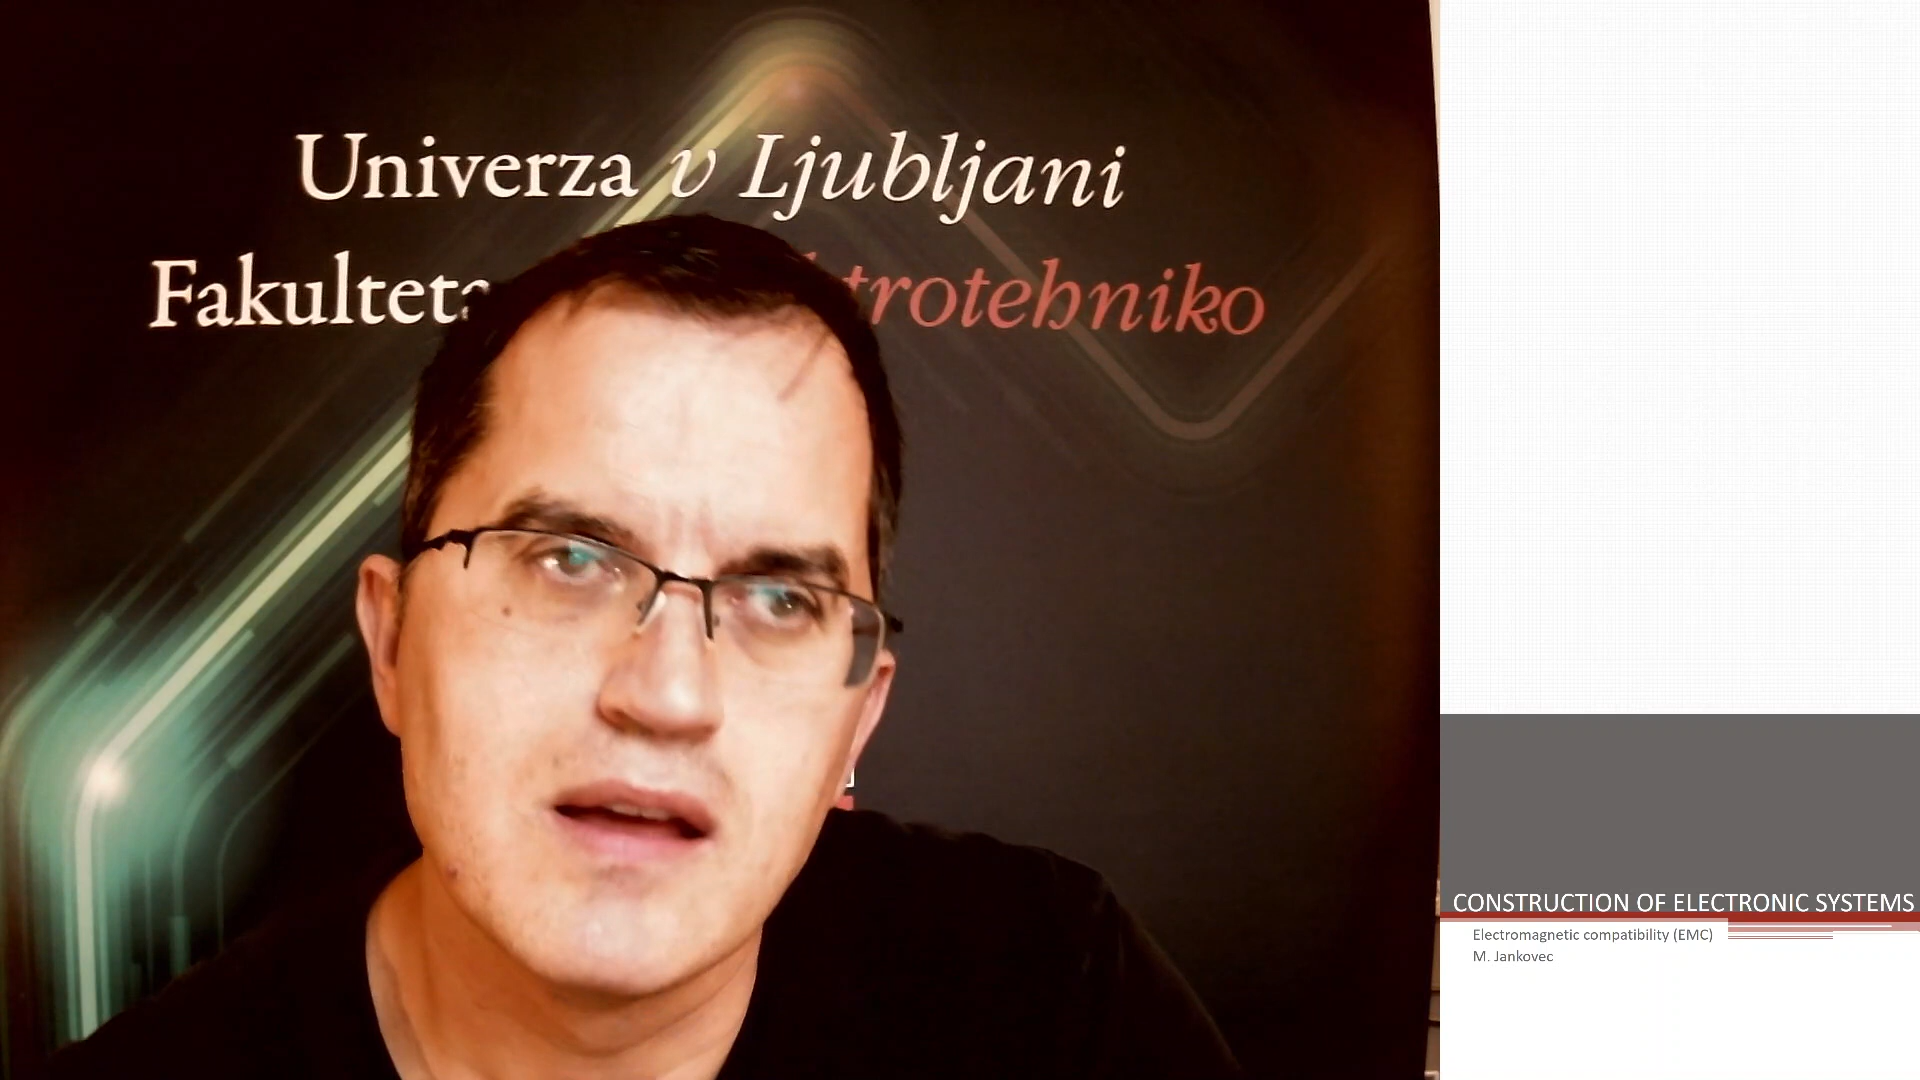 Univerza v Ljubljani
Fakulteta trotehniko
CONSTRUCTION OF ELECTRONIC SYSTEMS
Electromagnetic compatibility (EMC)
M. Jankovec